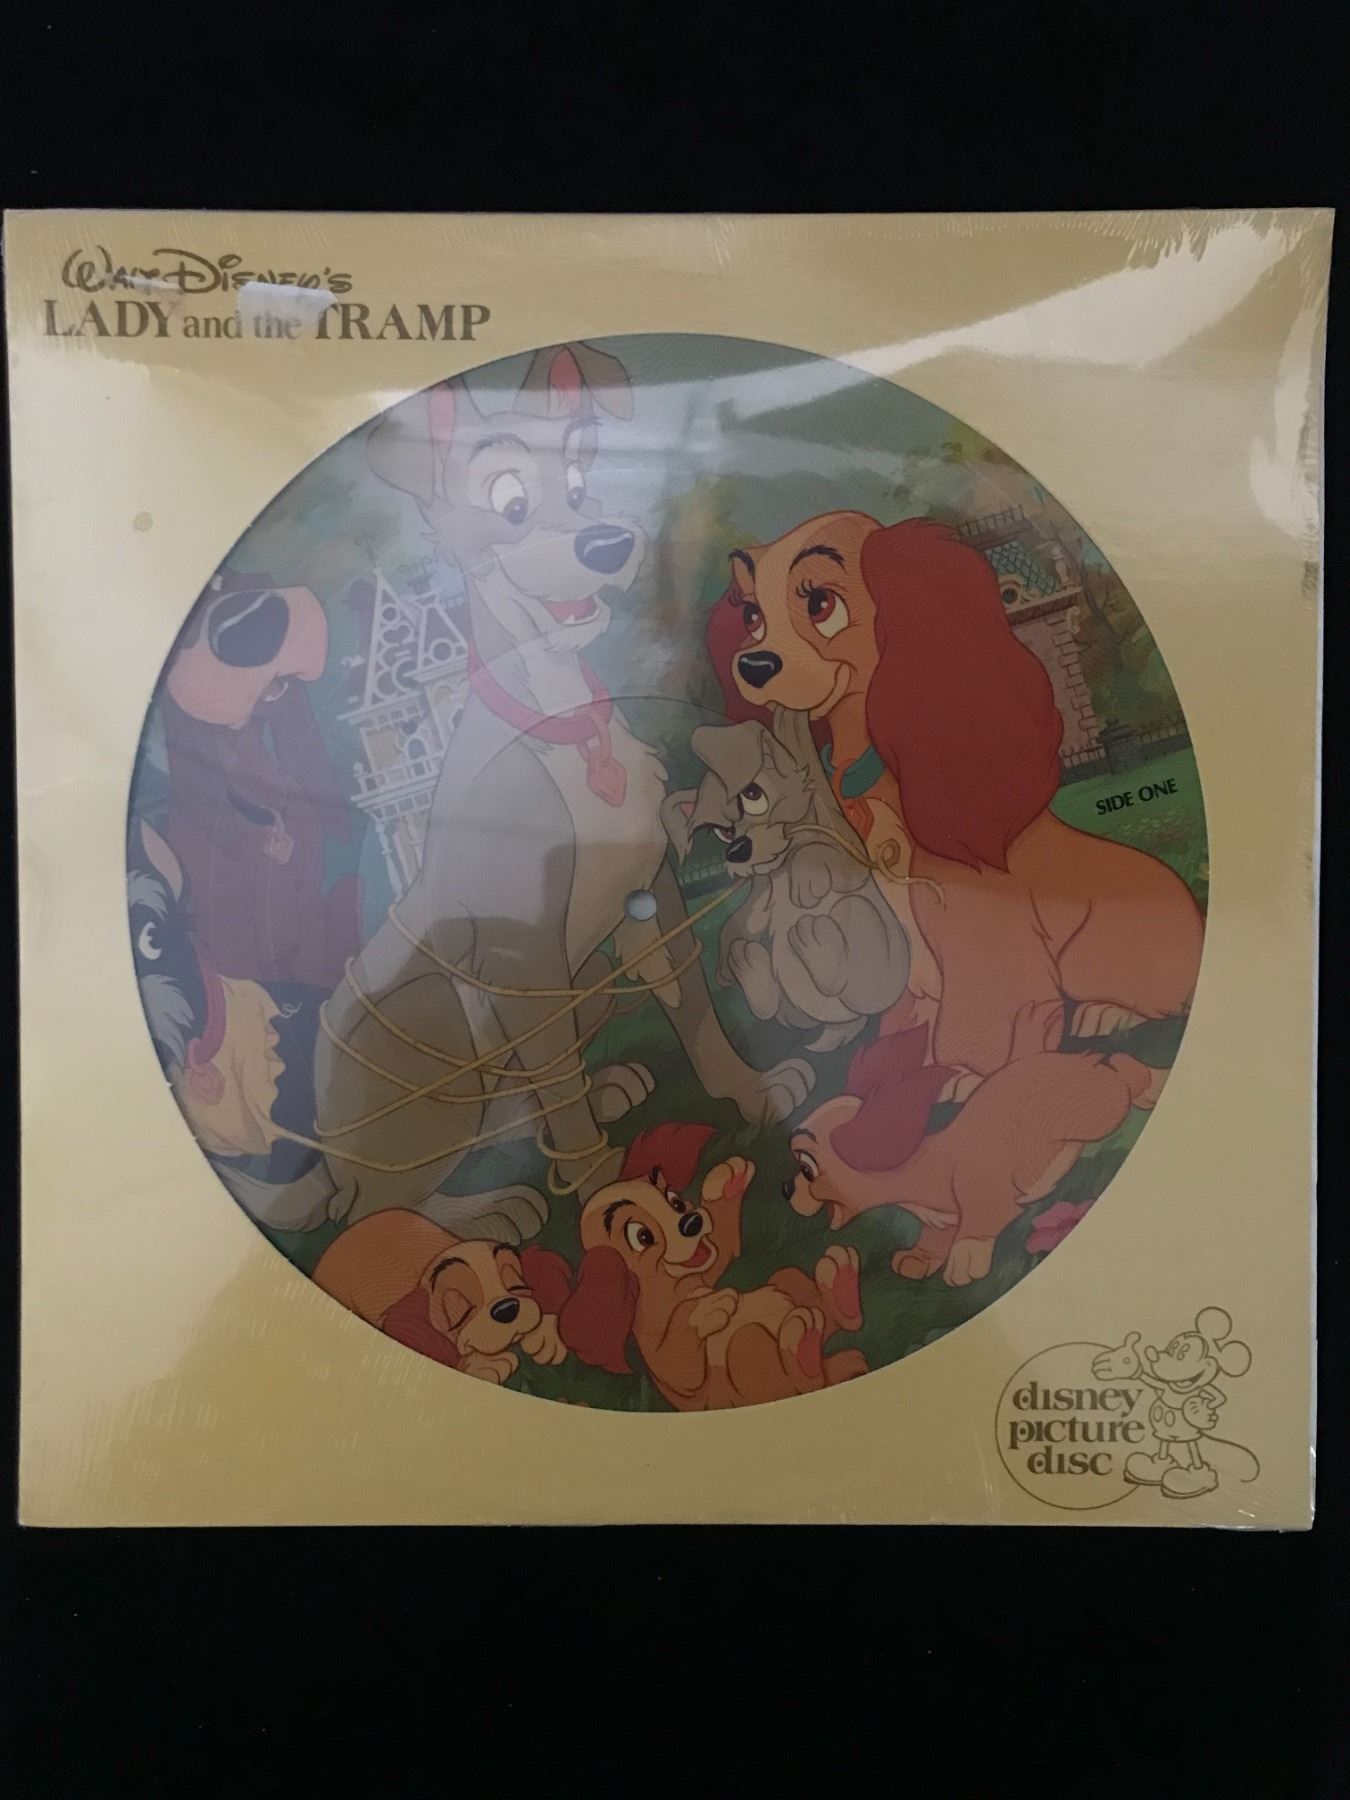 Walt Disney's
LADY and the TRAMP
SIDE ONE
disney
picture
disc